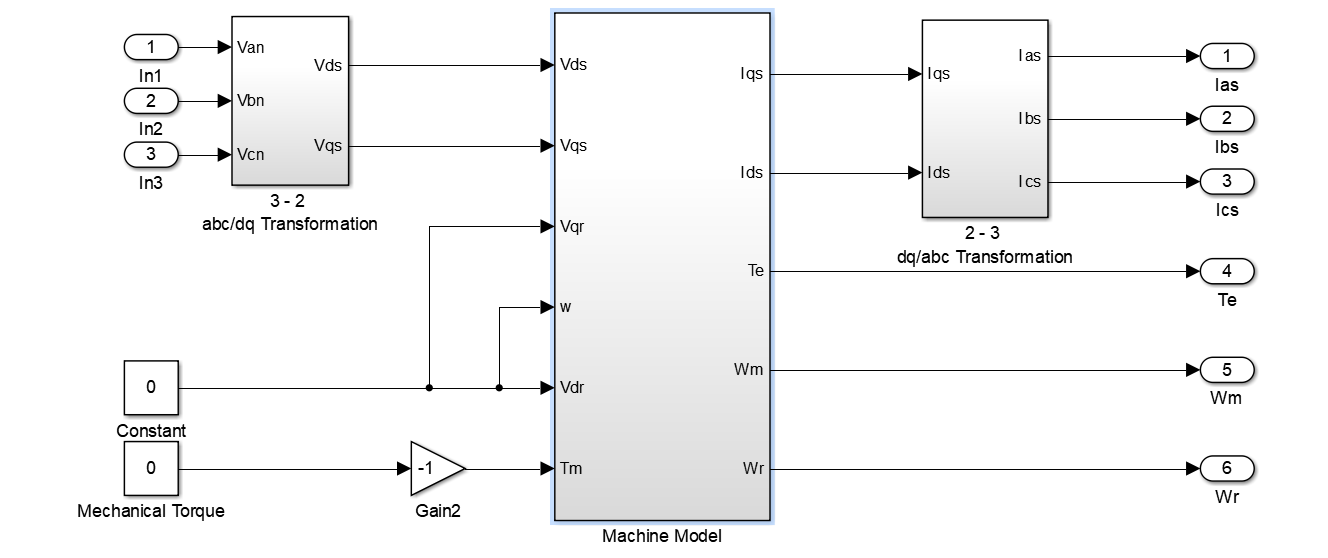 1
In1
2
In2
3
In3
Van
Vbn
Vcn
Vds
Vqs
3 - 2
abc/dq Transformation
0
Constant
0
Mechanical Torque
-1
Gain2
Vds
Vqs
Vqr
w
Vdr
Tm
Iqs
Ids
Te
Wm
Wr
Machine Model
Iqs
Ids
Ias
Ibs
Ics
2 - 3
dq/abc Transformation
1
Ias
2
Ibs
3
Ics
4
Te
5
Wm
6
Wr